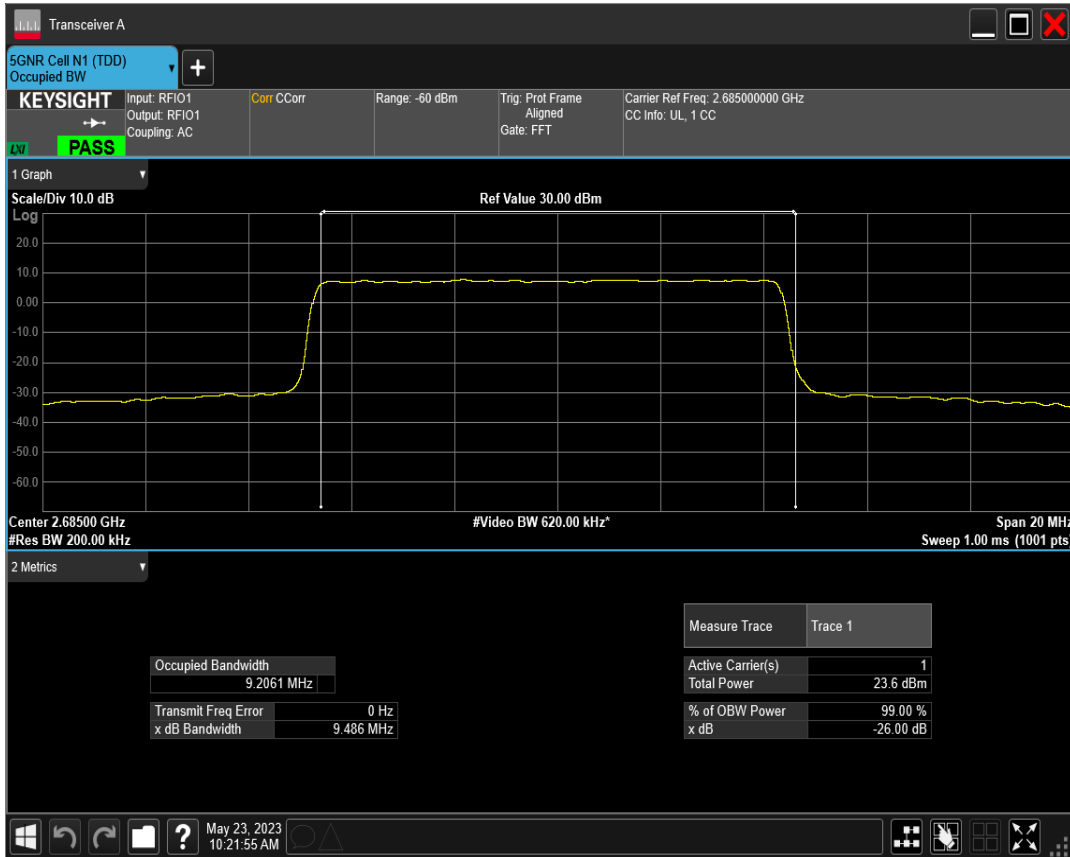 Transceiver A
5GNR Cell N1 (TDD)
Occupied BW
+
KEYSIGHT
LXI
PASS
Input: RFIO1
Output: RFIO1
Coupling: AC
Corr CCorr
Range: -60 dBm
Trig: Prot Frame
Aligned
Gate: FFT
Carrier Ref Freq: 2.685000000 GHz
CC Info: UL, 1 CC
1 Graph
Scale/Div 10.0 dB
Ref Value 30.00 dBm
Log
20.0
10.0
0.00
-10.0
-20.0
-30.0
-40.0
-50.0
-60.0
Center 2.68500 GHz
#Video BW 620.00 kHz*
Span 20 MHz
#Res BW 200.00 kHz
Sweep 1.00 ms (1001 pts)
2 Metrics
Measure Trace Trace 1
Occupied Bandwidth
9.2061 MHz
Active Carrier(s) 1
Total Power 23.6 dBm
Transmit Freq Error 0 Hz
x dB Bandwidth 9.486 MHz
% of OBW Power 99.00 %
x dB -26.00 dB
?
May 23, 2023
10:21:55 AM